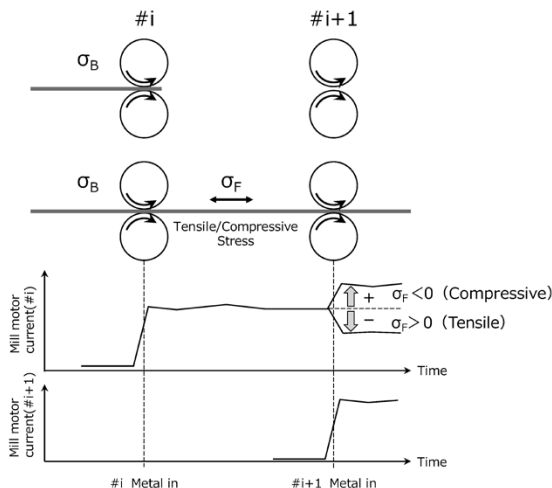 #i
#i+1
σB
σB
σF
Tensile/Compressive
Stress
Mill motor
current(#i)
+ σF<0 (Compressive)
− σF>0 (Tensile)
Time
Mill motor
current(#i+1)
Time
#i Metal in
#i+1 Metal in